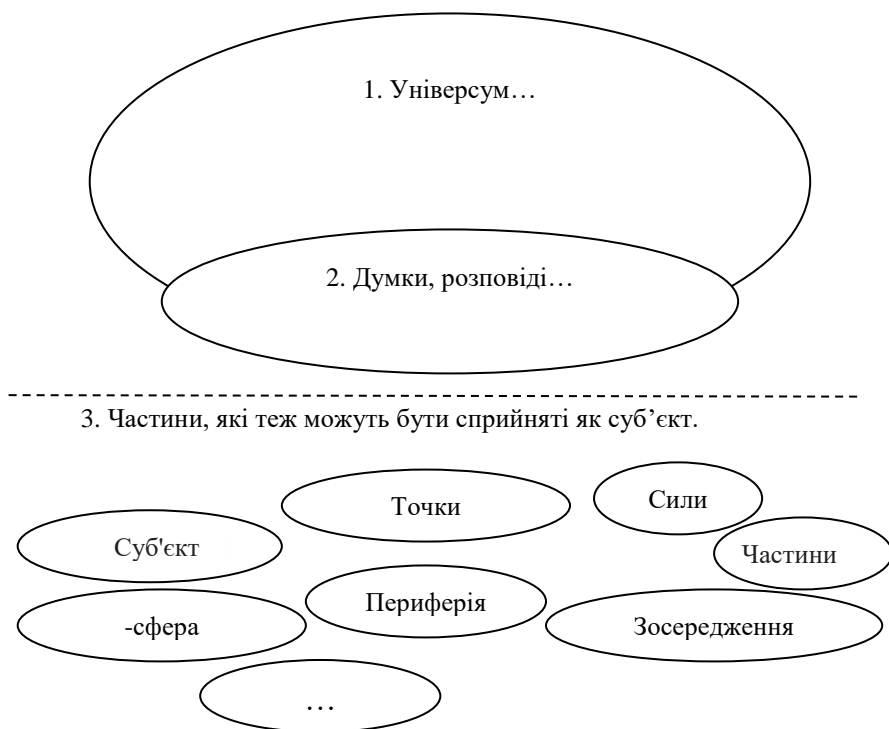 1. Універсум…
2. Думки, розповіді…
3. Частини, які теж можуть бути сприйняті як суб’єкт.
Точки
Сили
Суб'єкт
Частини
Периферія
-сфера
Зосередження
…